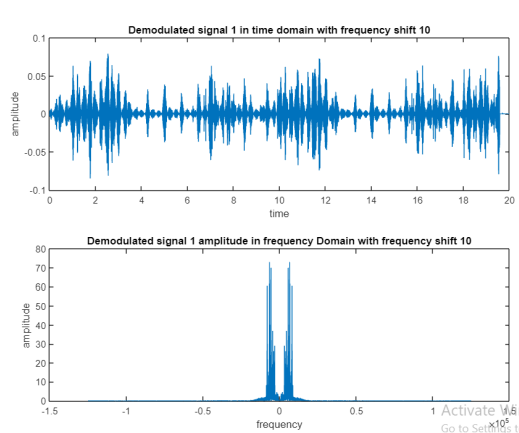 Demodulated signal 1 in time domain with frequency shift 10
0.1
0.05
0
-0.05
-0.1
amplitude
0 2 4 6 8 10 12 14 16 18 20
time
Demodulated signal 1 amplitude in frequency Domain with frequency shift 10
80
70
60
50
40
30
20
10
0
amplitude
-1.5 -1 -0.5 0 0.5 1 1.5
frequency
×10⁵
Activate Wi
Go to Settings t